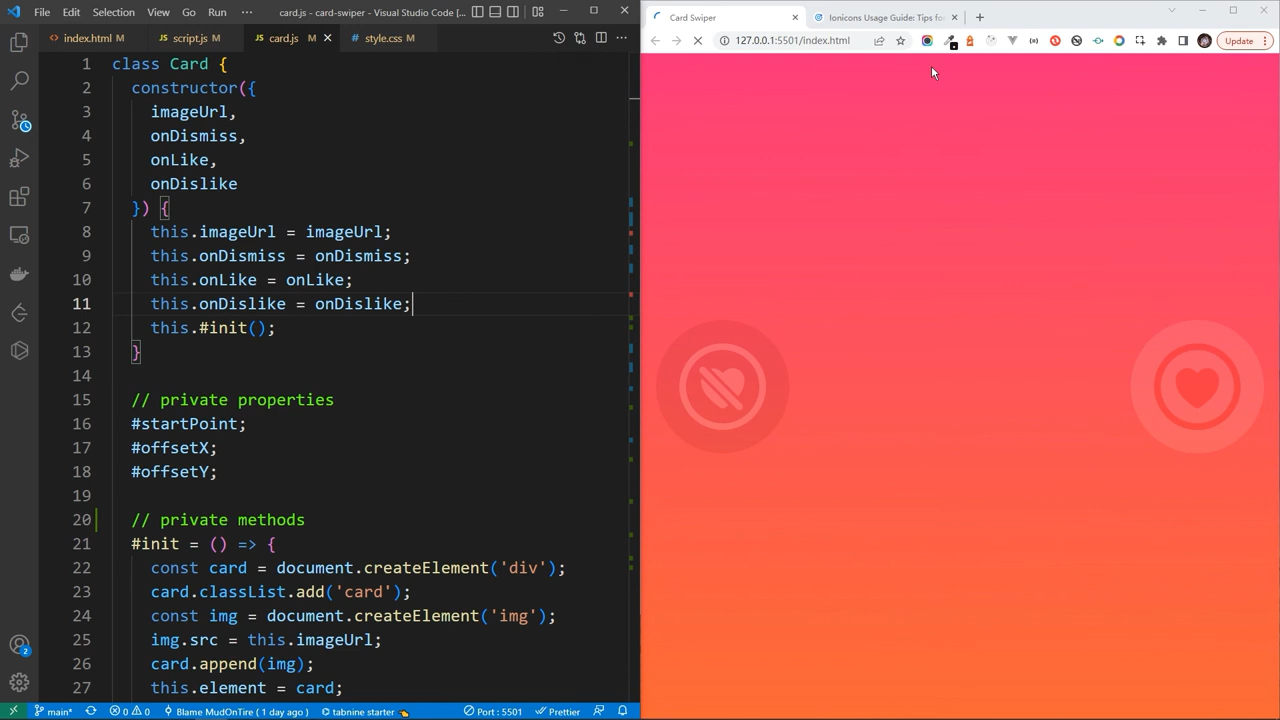 File Edit Selection View Go Run card.js - card-swiper - Visual Studio Code [...
index.html M script.js M card.js M style.css M
1 class Card {
2 constructor({
3 imageUrl,
4 onDismiss,
5 onLike,
6 onDislike
7 }) {
8 this.imageUrl = imageUrl;
9 this.onDismiss = onDismiss;
10 this.onLike = onLike;
11 this.onDislike = onDislike;
12 this.#init();
13 }
14
15 // private properties
16 #startPoint;
17 #offsetX;
18 #offsetY;
19
20 // private methods
21 #init = () => {
22 const card = document.createElement('div');
23 card.classList.add('card');
24 const img = document.createElement('img');
25 img.src = this.imageUrl;
26 card.append(img);
27 this.element = card;
2
main* 0 0 Blame MudOnTire ( 1 day ago ) tabnine starter Port : 5501 Prettier
Card Swiper Ionicons Usage Guide: Tips fo
127.0.0.1:5501/index.html Update